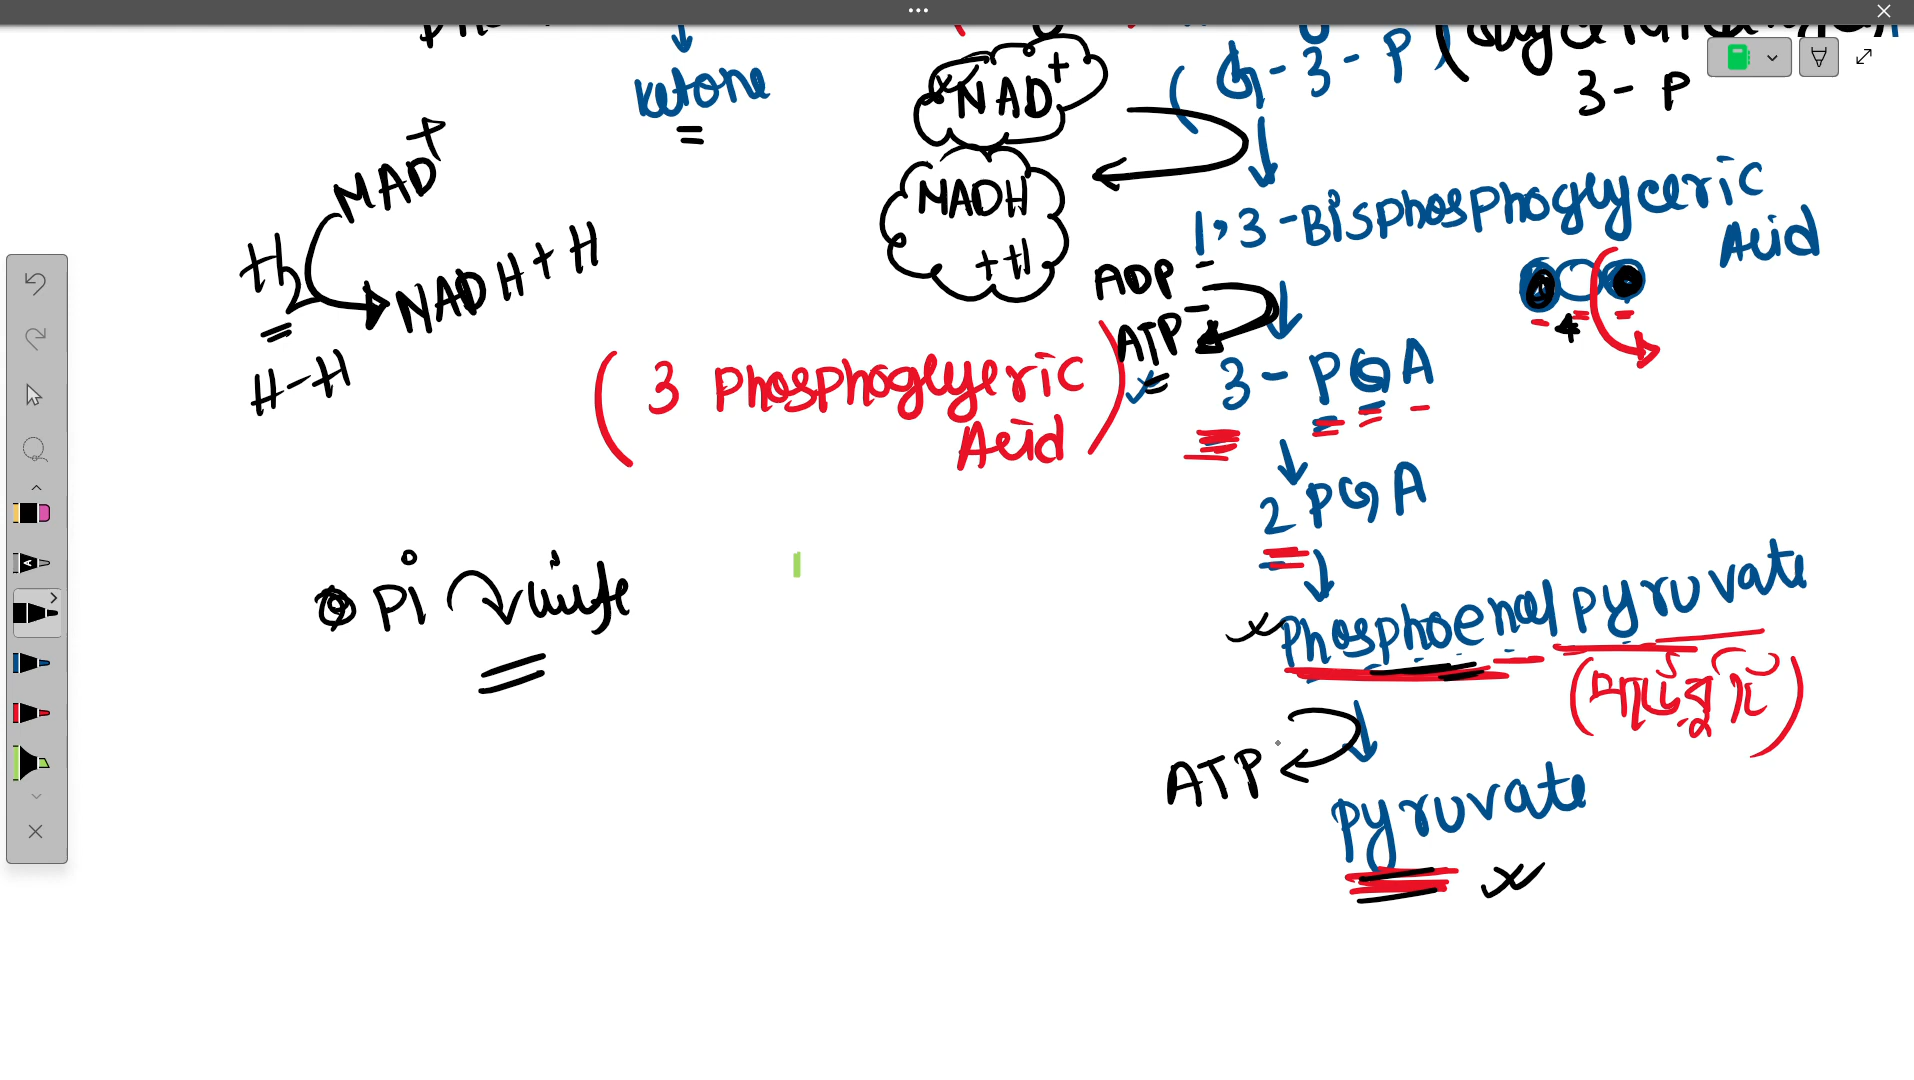 ketone
NAD+
G-3-P
3-P
NAD+
H2
NADH+H
H-H
NADH
+H
1,3-Bisphosphoglyceric
Acid
ADP
ATP
3-PGA
(3 Phosphoglyceric
Acid)
2 PGA
Pi
Phosphoenol pyruvate
ATP
pyruvate